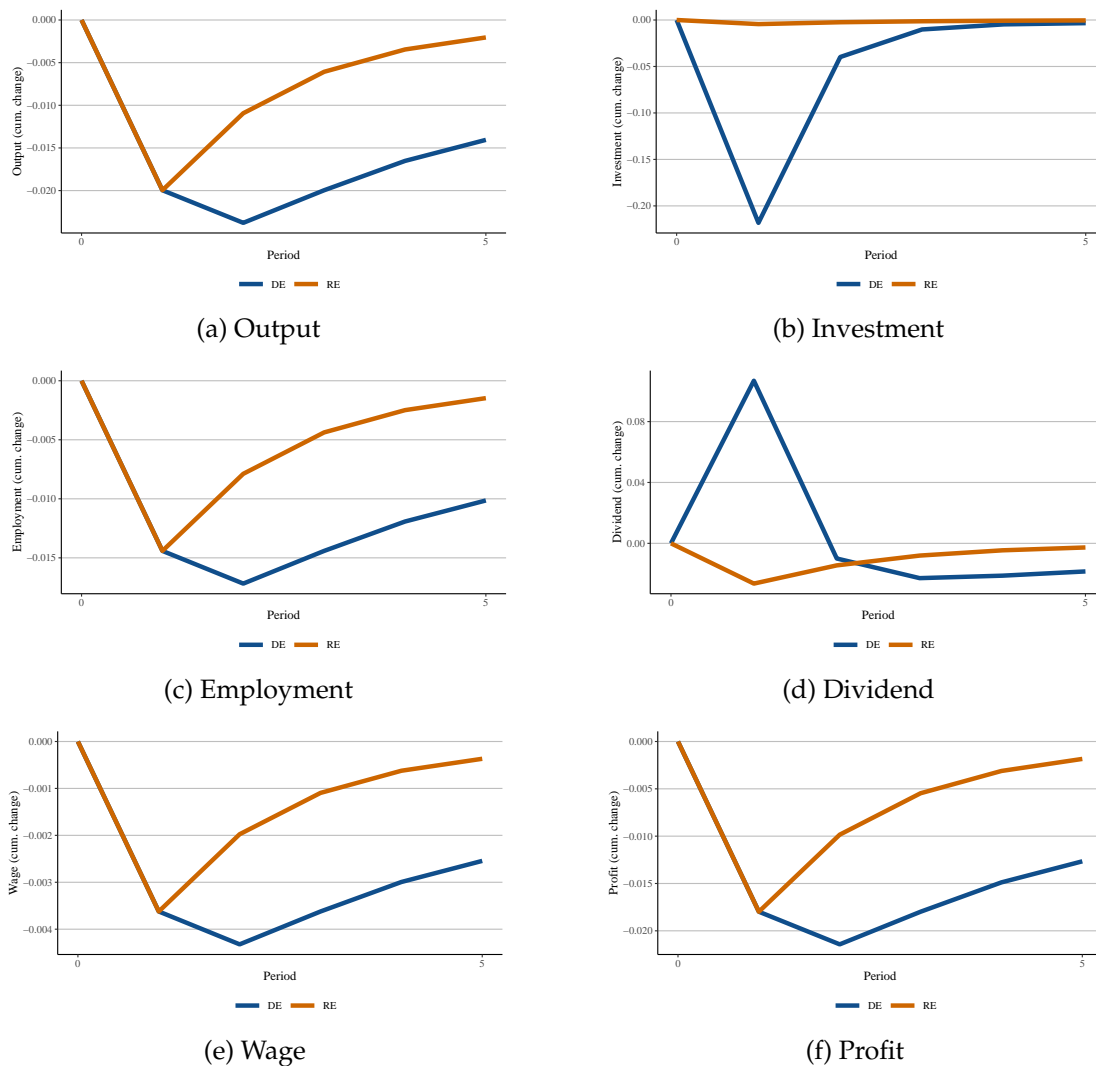 0.000
−0.005
−0.010
−0.015
−0.020
Output (cum. change)
0
5
Period
DE RE
(a) Output
0.00
−0.05
−0.10
−0.15
−0.20
Investment (cum. change)
0
5
Period
DE RE
(b) Investment
0.000
−0.005
−0.010
−0.015
Employment (cum. change)
0
5
Period
DE RE
(c) Employment
0.08
0.04
0.00
Dividend (cum. change)
0
5
Period
DE RE
(d) Dividend
0.000
−0.001
−0.002
−0.003
−0.004
Wage (cum. change)
0
5
Period
DE RE
(e) Wage
0.000
−0.005
−0.010
−0.015
−0.020
Profit (cum. change)
0
5
Period
DE RE
(f) Profit